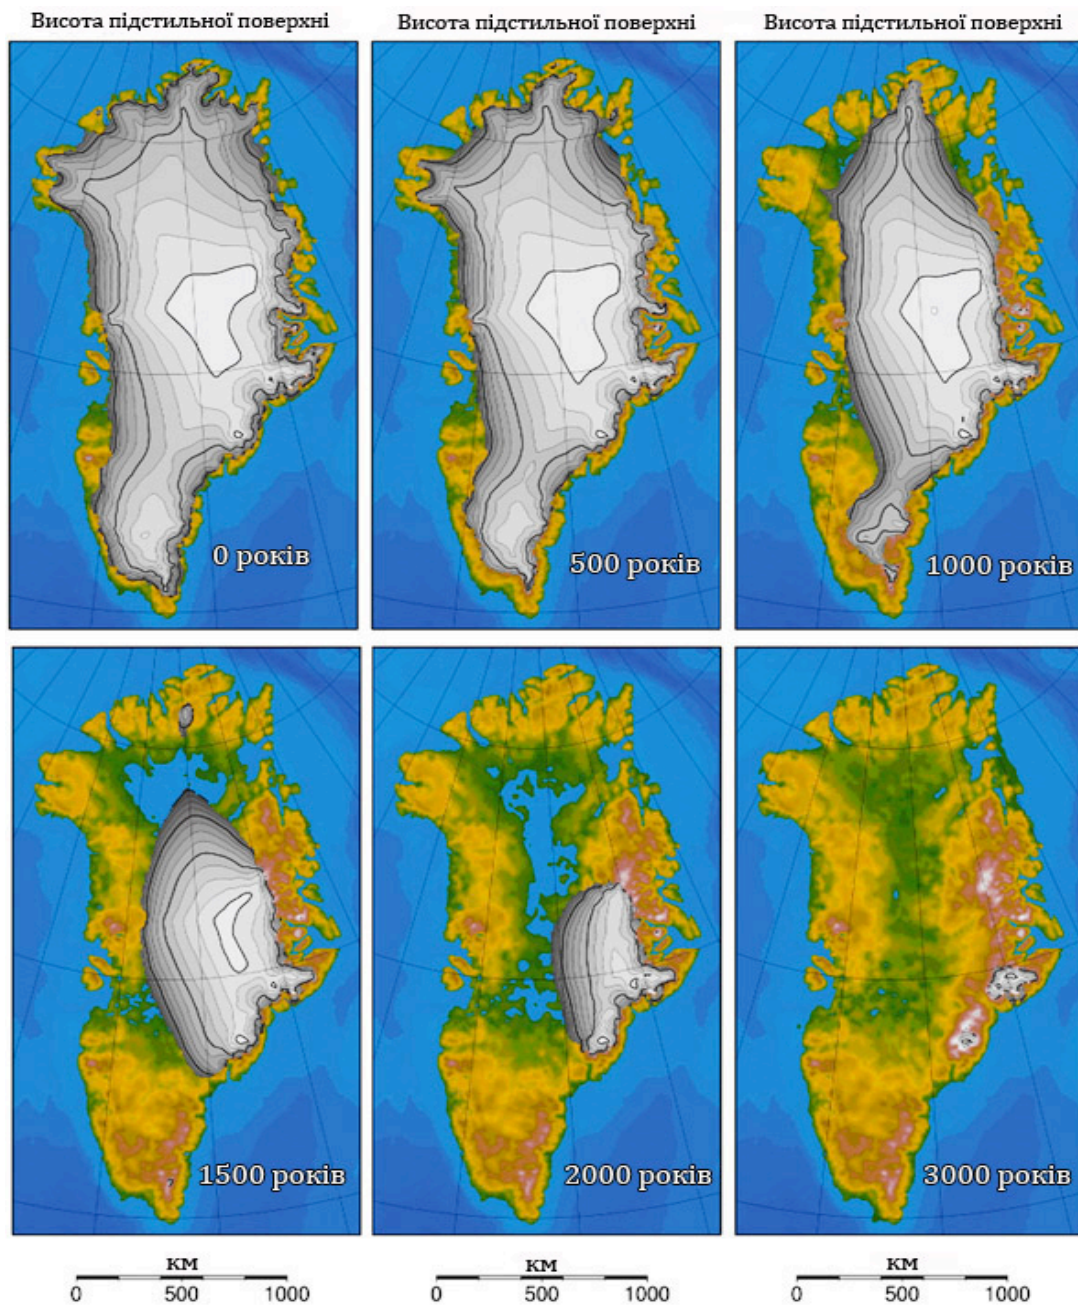 Висота підстильної поверхні
Висота підстильної поверхні
Висота підстильної поверхні
0 років
500 років
1000 років
1500 років
2000 років
3000 років
км
0 500 1000
км
0 500 1000
км
0 500 1000